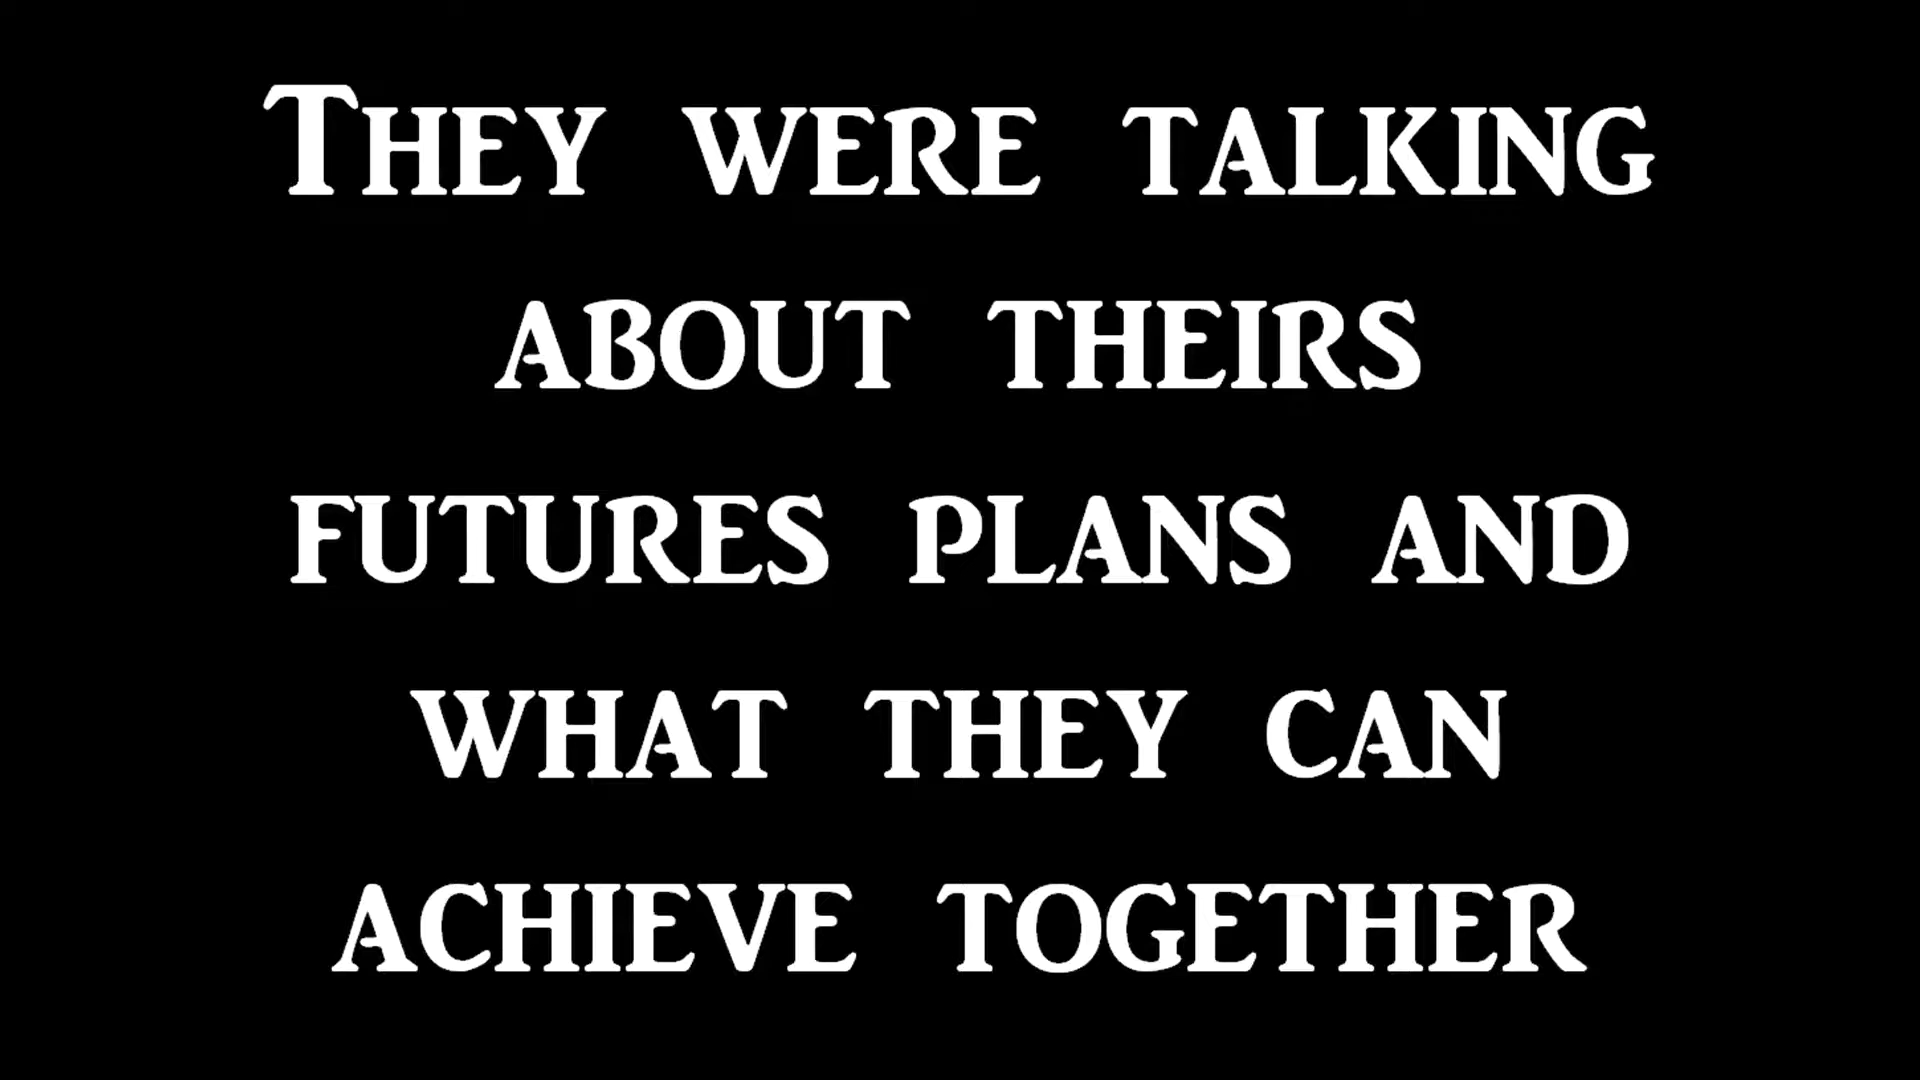 They were talking
about theirs
futures plans and
what they can
achieve together